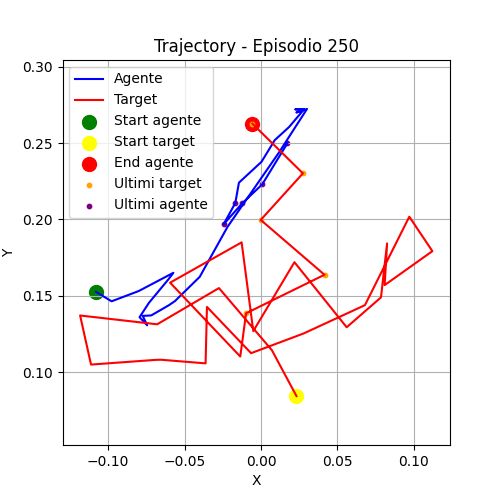 Trajectory - Episodio 250
Agente
Target
Start agente
Start target
End agente
Ultimi target
Ultimi agente
0.30
0.25
0.20
0.15
0.10
Y
−0.10
−0.05
0.00
0.05
0.10
X